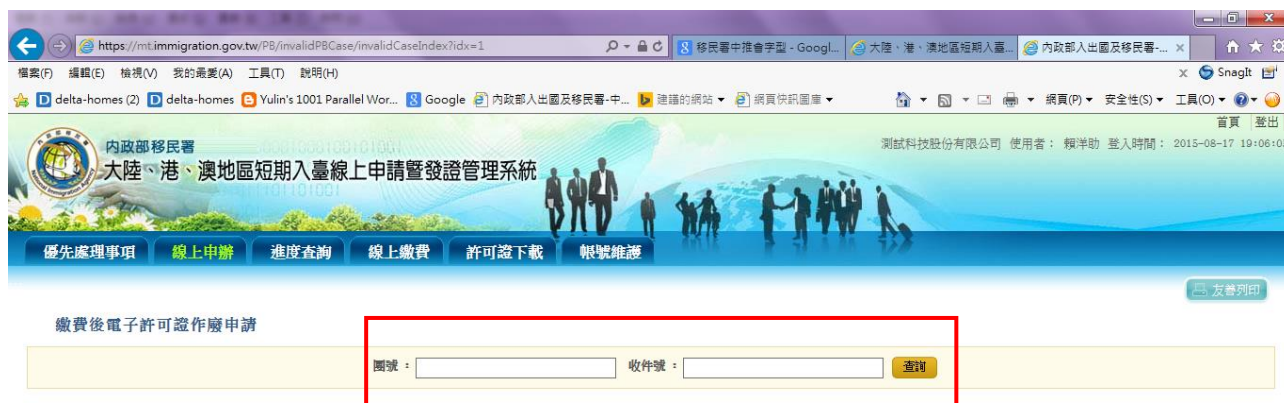 https://mt.immigration.gov.tw/PB/invalidPBCase/invalidCaseIndex?idx=1
移民署中推會字型 - Googl...
大陸、港、澳地區短期入臺...
內政部入出國及移民署-...
檔案(F) 編輯(E) 檢視(V) 我的最愛(A) 工具(T) 說明(H)
x SnagIt
delta-homes (2) delta-homes Yulin's 1001 Parallel Wor... Google 內政部入出國及移民署-中... 建議的網站 網頁快訊圖庫
網頁(P) 安全性(S) 工具(O)
首頁 登出
內政部移民署
大陸、港、澳地區短期入臺線上申請暨發證管理系統
測試科技股份有限公司 使用者： 賴洋助 登入時間： 2015-08-17 19:06:0
優先處理事項 線上申辦 進度查詢 線上繳費 許可證下載 帳號維護
友善列印
繳費後電子許可證作廢申請
團號： 收件號： 查詢